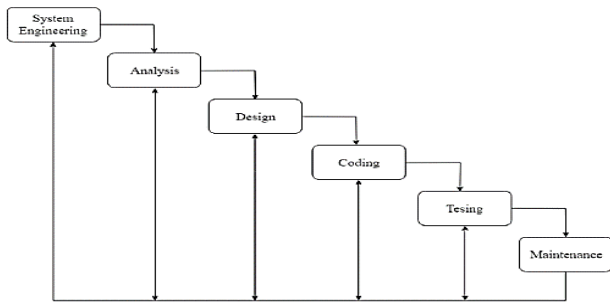 System
Engineering
Analysis
Design
Coding
Tesing
Maintenance